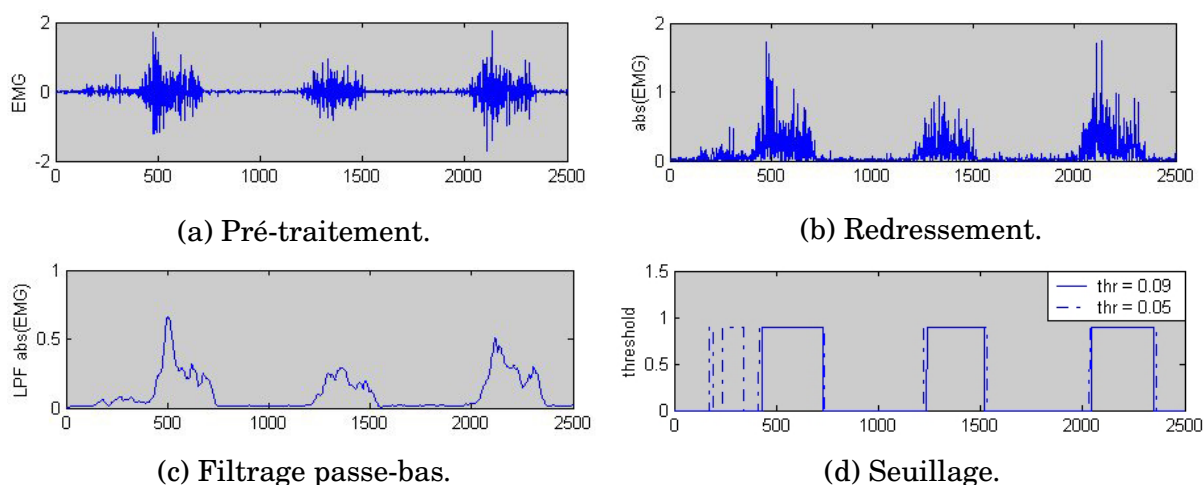 2
0
-2
EMG
0 500 1000 1500 2000 2500
(a) Pré-traitement.
2
1
0
abs(EMG)
0 500 1000 1500 2000 2500
(b) Redressement.
1
0.5
0
LPF abs(EMG)
0 500 1000 1500 2000 2500
(c) Filtrage passe-bas.
1.5
1
0.5
0
threshold
thr = 0.09
thr = 0.05
0 500 1000 1500 2000 2500
(d) Seuillage.